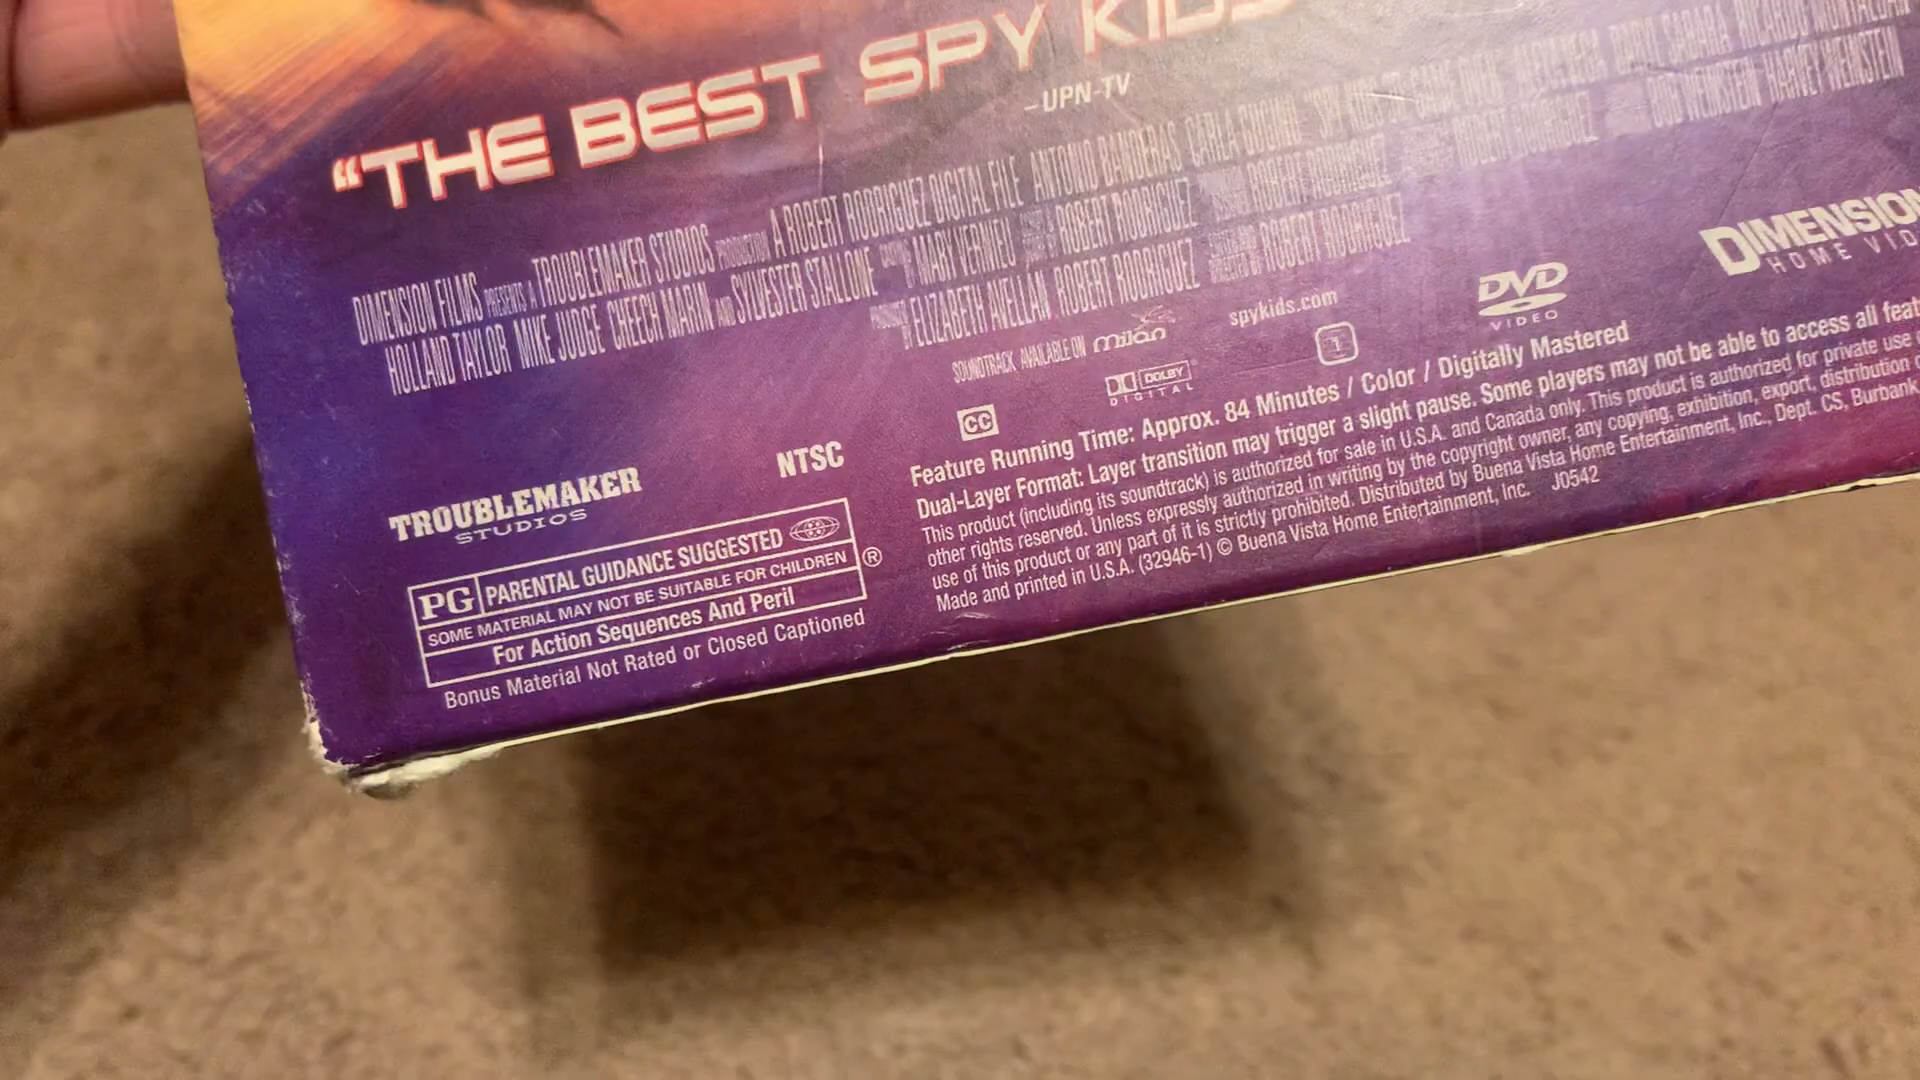 “THE BEST SPY KIDS
–UPN-TV
DIMENSION FILMS PRESENTS A TROUBLEMAKER STUDIOS PRODUCTION A ROBERT RODRIGUEZ DIGITAL FILE ANTONIO BANDERAS CARLA GUGINO
HOLLAND TAYLOR MIKE JUDGE CHEECH MARIN AND SYLVESTER STALLONE MARY VERNIEU ROBERT RODRIGUEZ ROBERT RODRIGUEZ ROBERT RODRIGUEZ BOB WEINSTEIN HARVEY WEINSTEIN
ELIZABETH AVELLAN ROBERT RODRIGUEZ ROBERT RODRIGUEZ
SOUNDTRACK AVAILABLE ON milan
spykids.com
DVD
VIDEO
DIMENSION
HOME VID
1
DOLBY
DIGITAL
CC
NTSC
TROUBLEMAKER
STUDIOS
PG PARENTAL GUIDANCE SUGGESTED
SOME MATERIAL MAY NOT BE SUITABLE FOR CHILDREN ®
For Action Sequences And Peril
Bonus Material Not Rated or Closed Captioned
Feature Running Time: Approx. 84 Minutes / Color / Digitally Mastered
Dual-Layer Format: Layer transition may trigger a slight pause. Some players may not be able to access all feat
This product (including its soundtrack) is authorized for sale in U.S.A. and Canada only. This product is authorized for private use
other rights reserved. Unless expressly authorized in writing by the copyright owner, any copying, exhibition, export, distribution
use of this product or any part of it is strictly prohibited. Distributed by Buena Vista Home Entertainment, Inc., Dept. CS, Burbank
Made and printed in U.S.A. (32946-1) © Buena Vista Home Entertainment, Inc. J0542